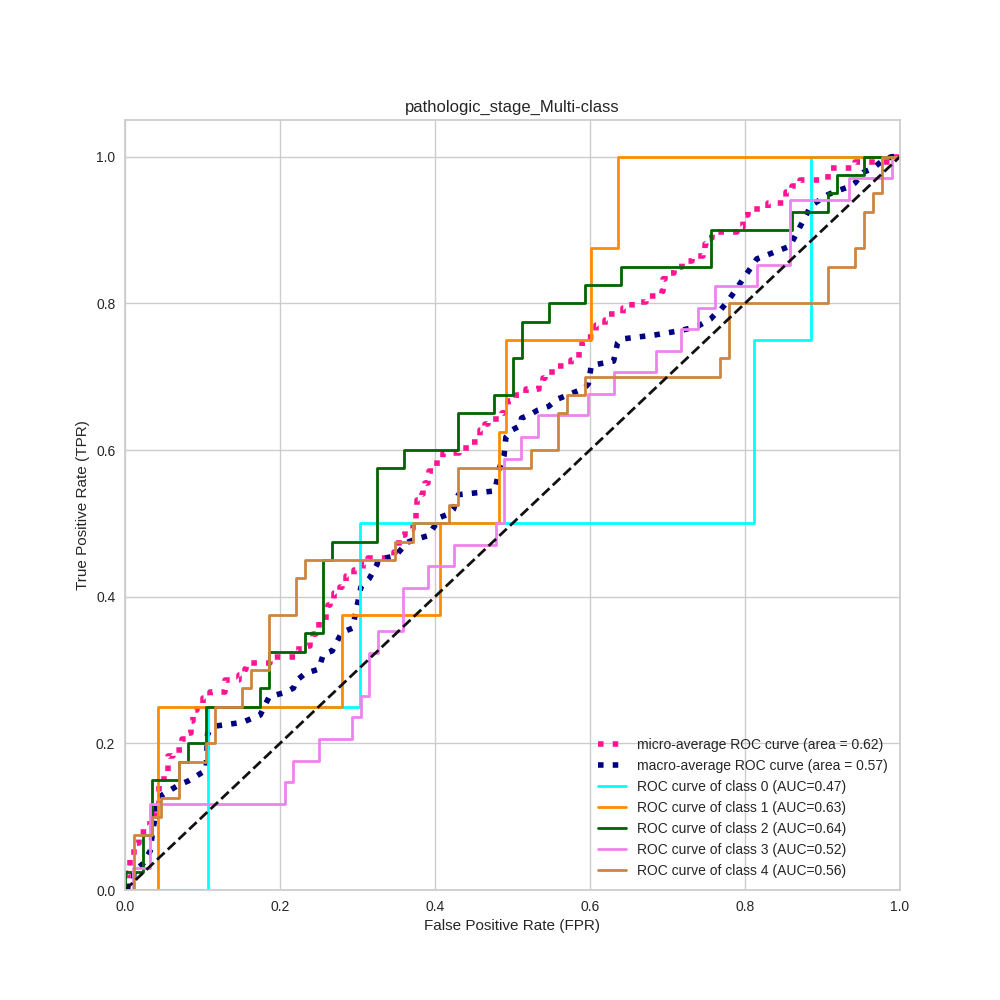 pathologic_stage_Multi-class
1.0
0.8
0.6
0.4
0.2
0.0
True Positive Rate (TPR)
micro-average ROC curve (area = 0.62)
macro-average ROC curve (area = 0.57)
ROC curve of class 0 (AUC=0.47)
ROC curve of class 1 (AUC=0.63)
ROC curve of class 2 (AUC=0.64)
ROC curve of class 3 (AUC=0.52)
ROC curve of class 4 (AUC=0.56)
0.0 0.2 0.4 0.6 0.8 1.0
False Positive Rate (FPR)